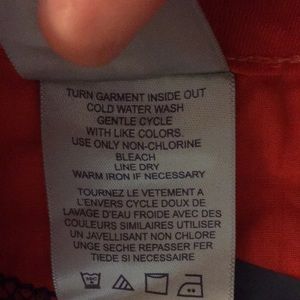 TURN GARMENT INSIDE OUT
COLD WATER WASH
GENTLE CYCLE
WITH LIKE COLORS.
USE ONLY NON-CHLORINE
BLEACH
LINE DRY
WARM IRON IF NECESSARY
TOURNEZ LE VETEMENT A
L'ENVERS CYCLE DOUX DE
LAVAGE D'EAU FROIDE AVEC DES
COULEURS SIMILAIRES UTILISER
UN JAVELLISANT NON CHLORE
UNGE SECHE REPASSER FER
TIEDE SI NECESSAIRE